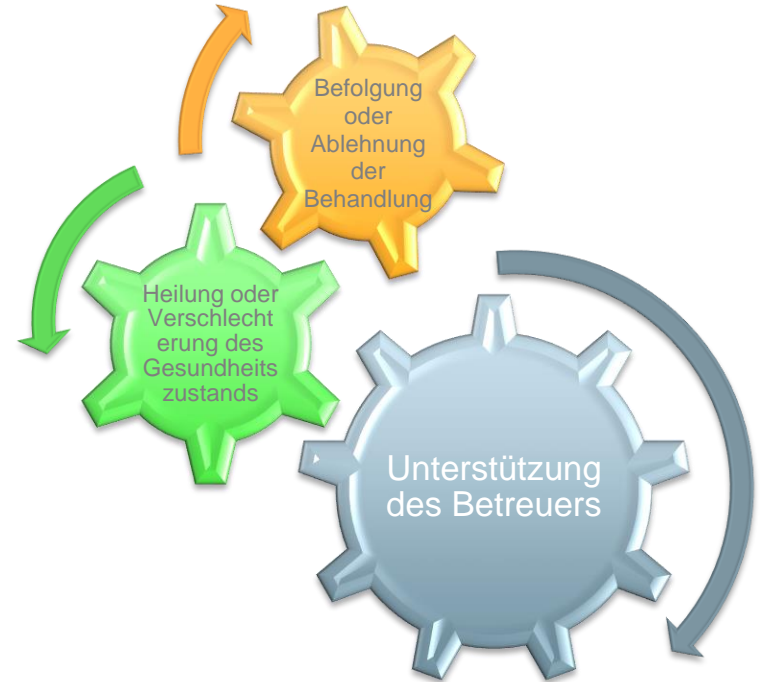 Befolgung
oder
Ablehnung
der
Behandlung
Heilung oder
Verschlecht
erung des
Gesundheits
zustands
Unterstützung
des Betreuers